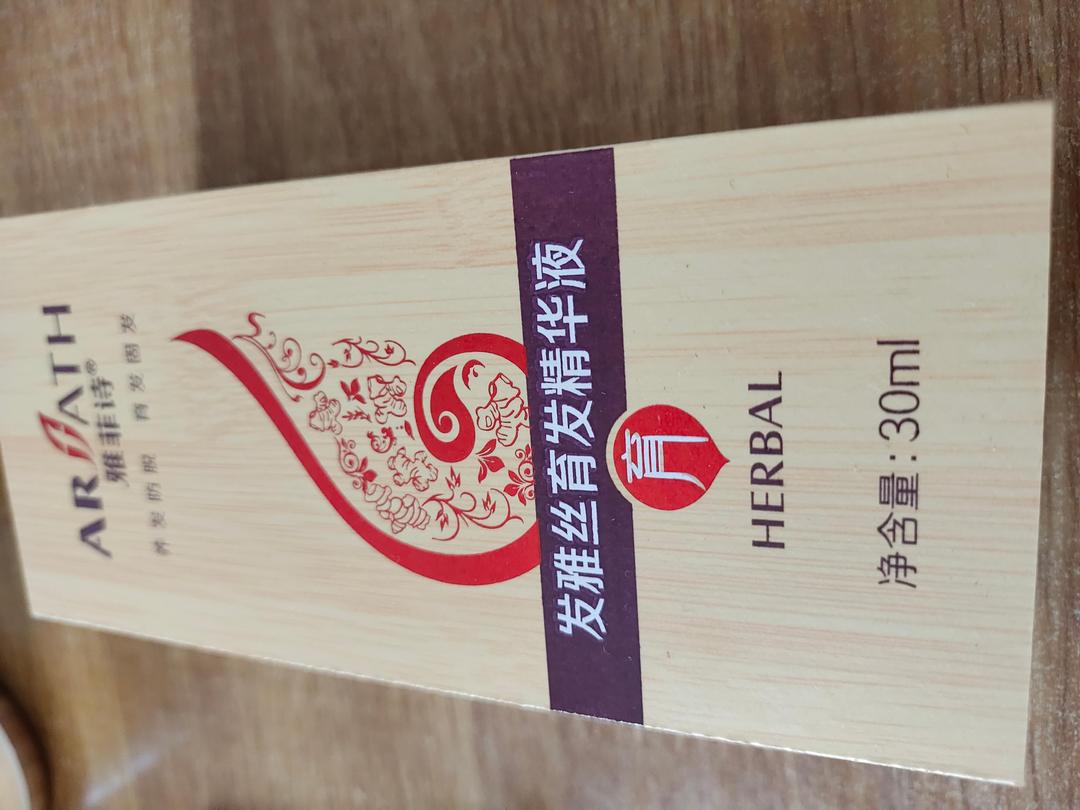 ARFATH
雅菲诗®
养发防脱 育发固发
发雅丝育发精华液
育
HERBAL
净含量:30ml